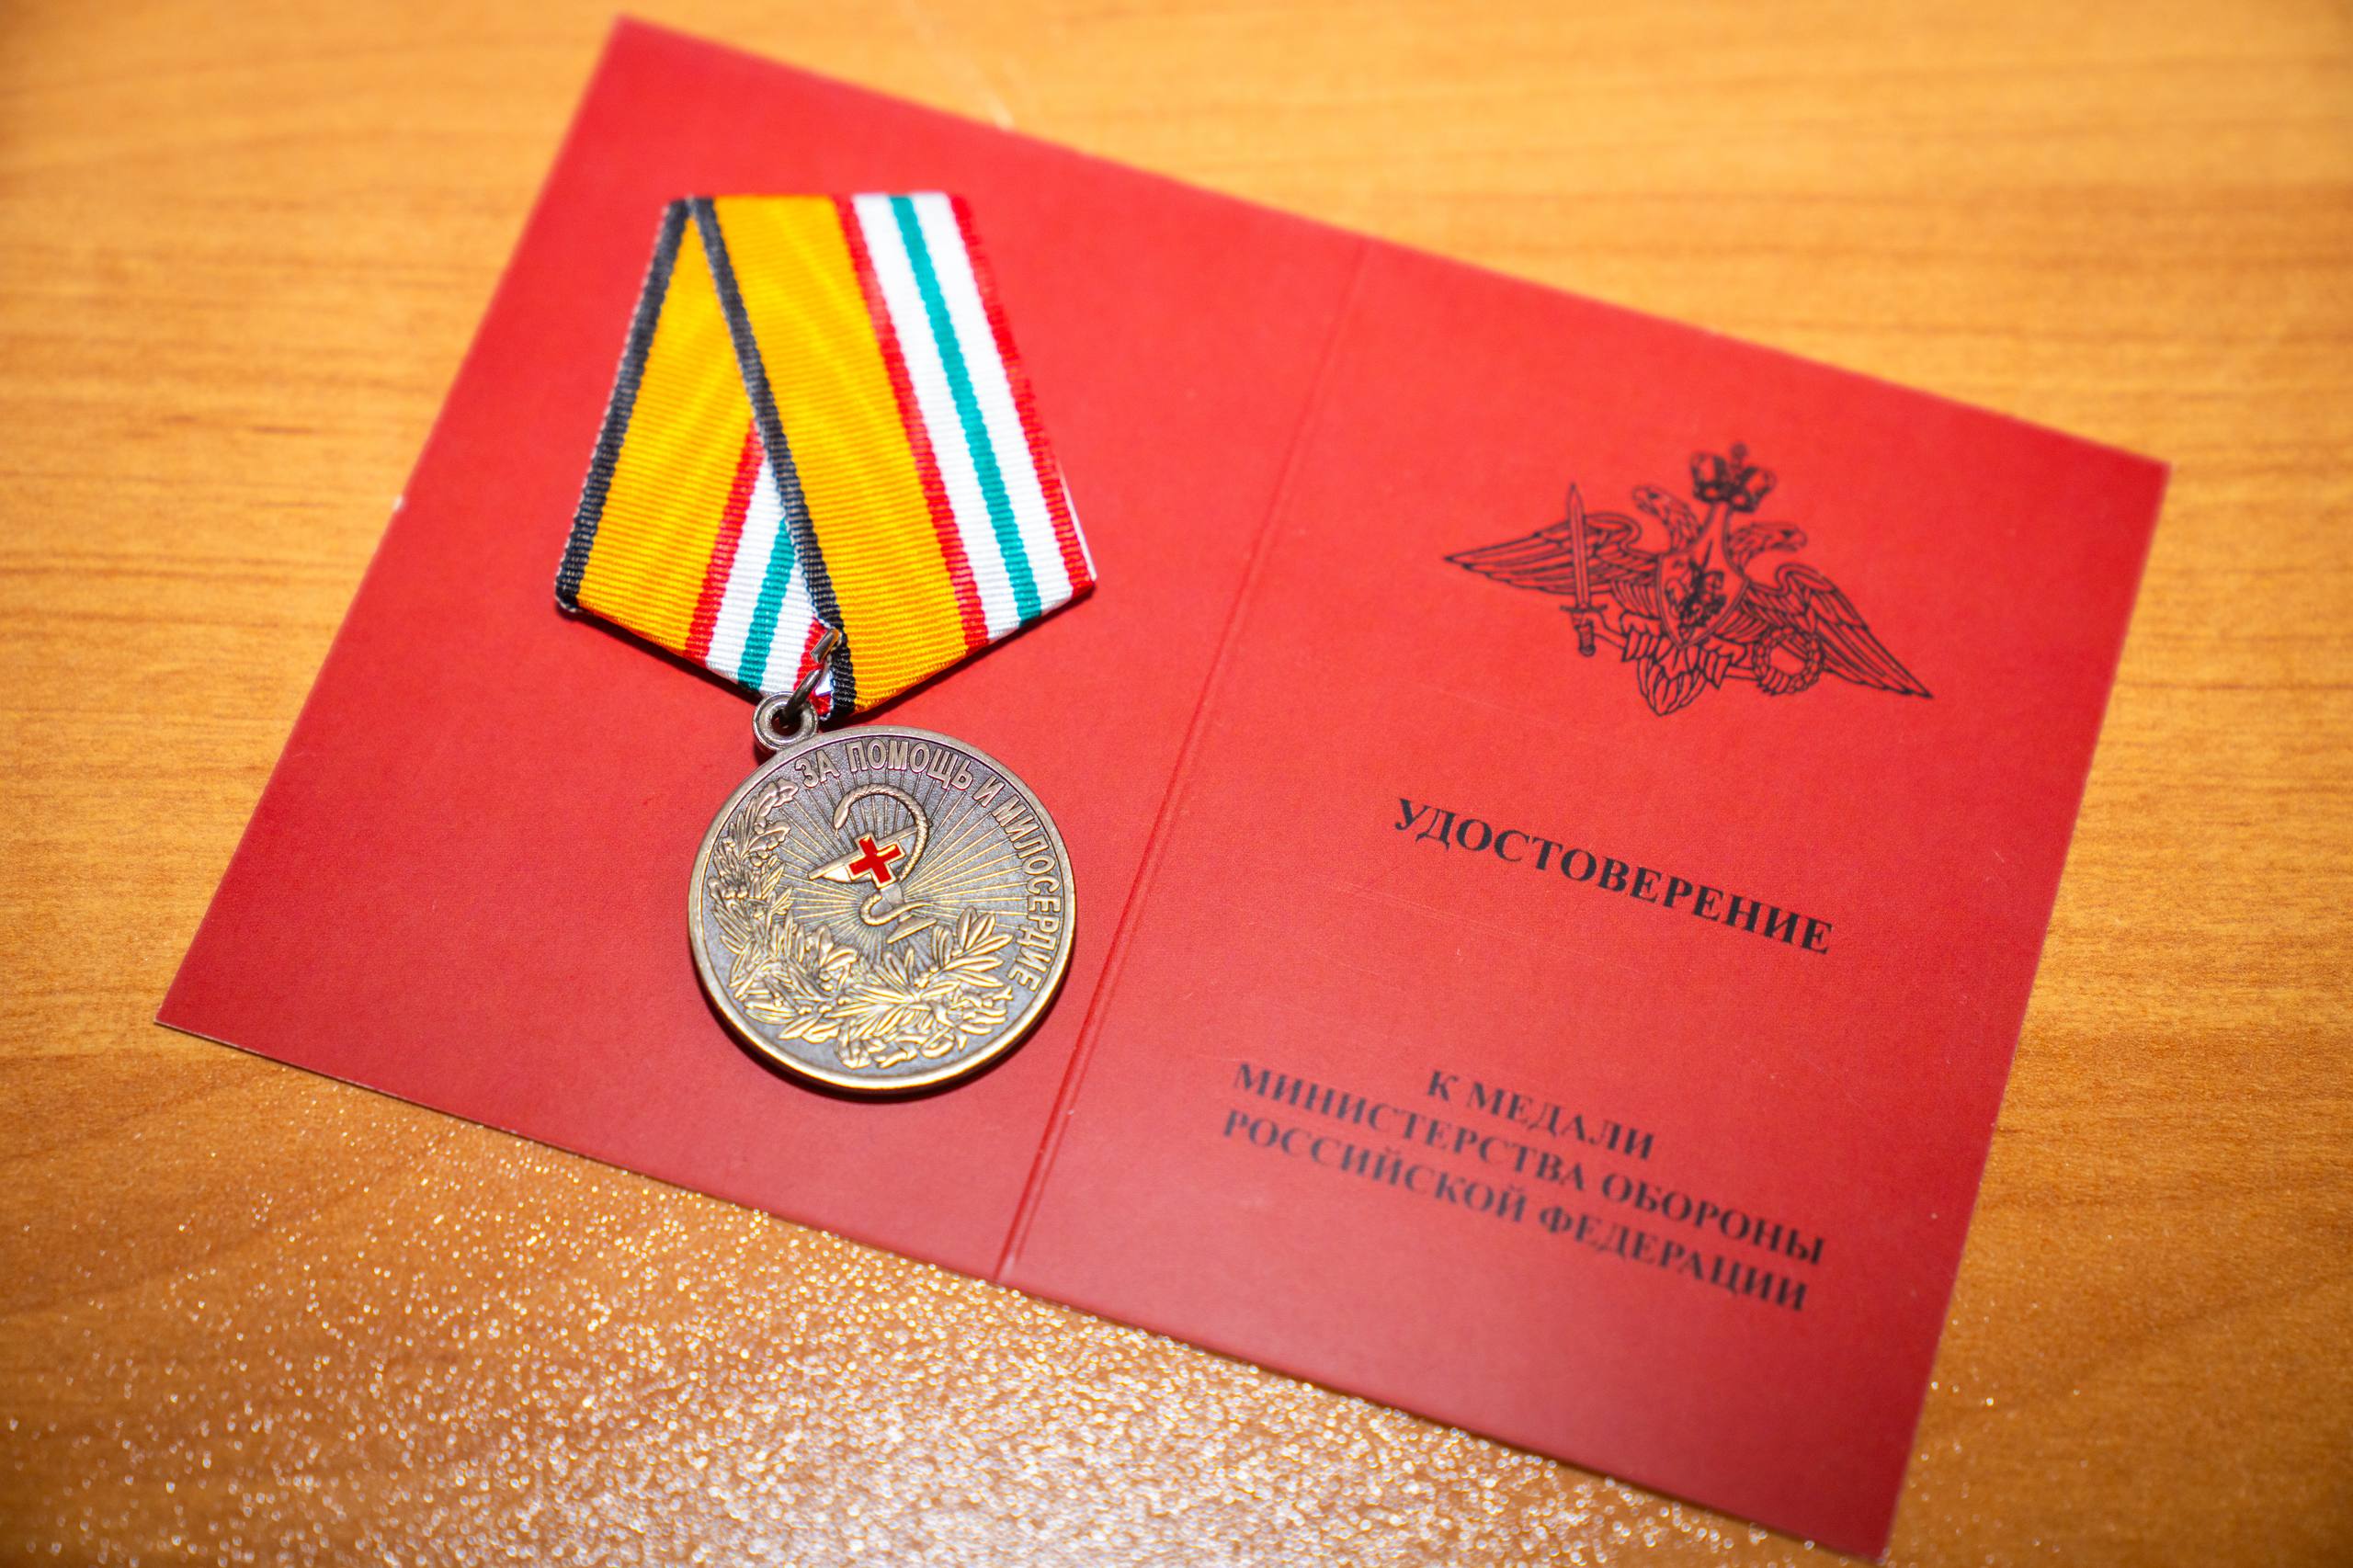 ЗА ПОМОЩЬ И МИЛОСЕРДИЕ
УДОСТОВЕРЕНИЕ
К МЕДАЛИ
МИНИСТЕРСТВА ОБОРОНЫ
РОССИЙСКОЙ ФЕДЕРАЦИИ